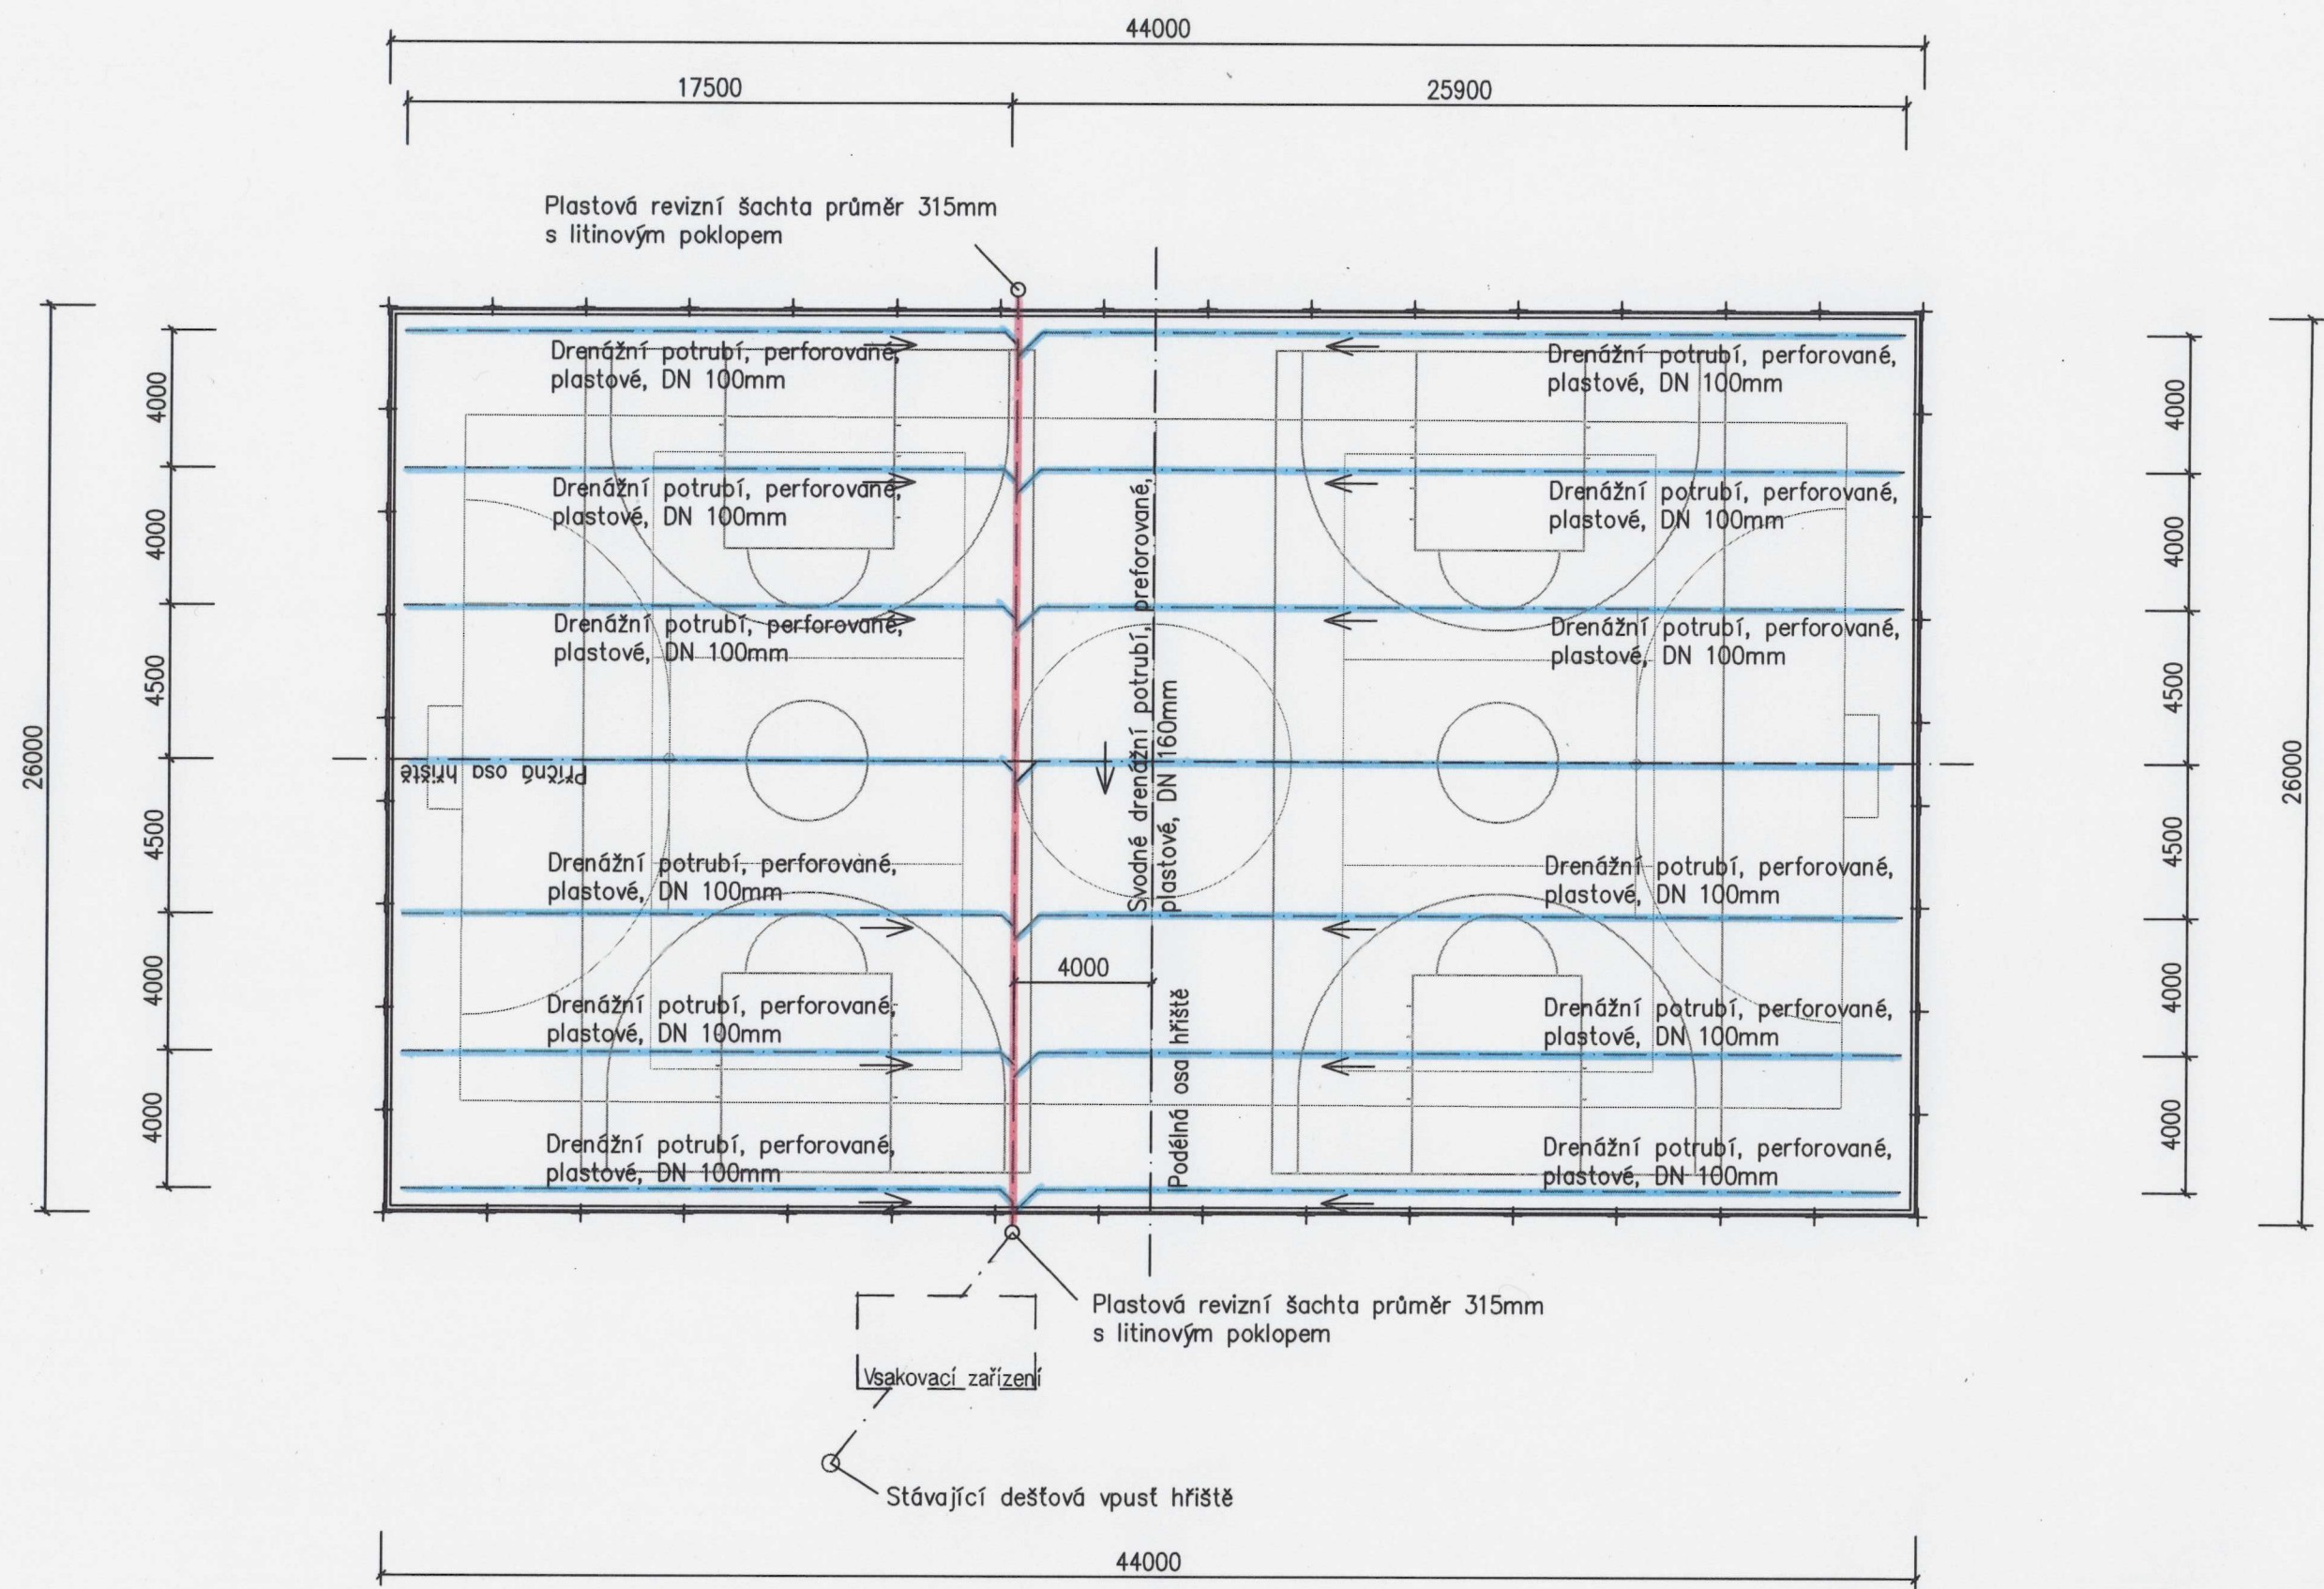 44000
17500
25900
Plastová revizní šachta průměr 315mm
s litinovým poklopem
Drenážní potrubí, perforované,
plastové, DN 100mm
Drenážní potrubí, perforované,
plastové, DN 100mm
4000
4000
Drenážní potrubí, perforované,
plastové, DN 100mm
Drenážní potrubí, perforované,
plastové, DN 100mm
4000
4000
Drenážní potrubí, perforované,
plastové, DN 100mm
Drenážní potrubí, perforované,
plastové, DN 100mm
4500
4500
Svodné drenážní potrubí, preforované,
plastové, DN 160mm
26000
26000
Příčná osa hřiště
4500
4500
Drenážní potrubí, perforované,
plastové, DN 100mm
Drenážní potrubí, perforované,
plastové, DN 100mm
4000
4000
4000
Drenážní potrubí, perforované,
plastové, DN 100mm
Drenážní potrubí, perforované,
plastové, DN 100mm
Podélná osa hřiště
4000
4000
Drenážní potrubí, perforované,
plastové, DN 100mm
Drenážní potrubí, perforované,
plastové, DN 100mm
Plastová revizní šachta průměr 315mm
s litinovým poklopem
Vsakovací zařízení
Stávající dešťová vpusť hřiště
44000